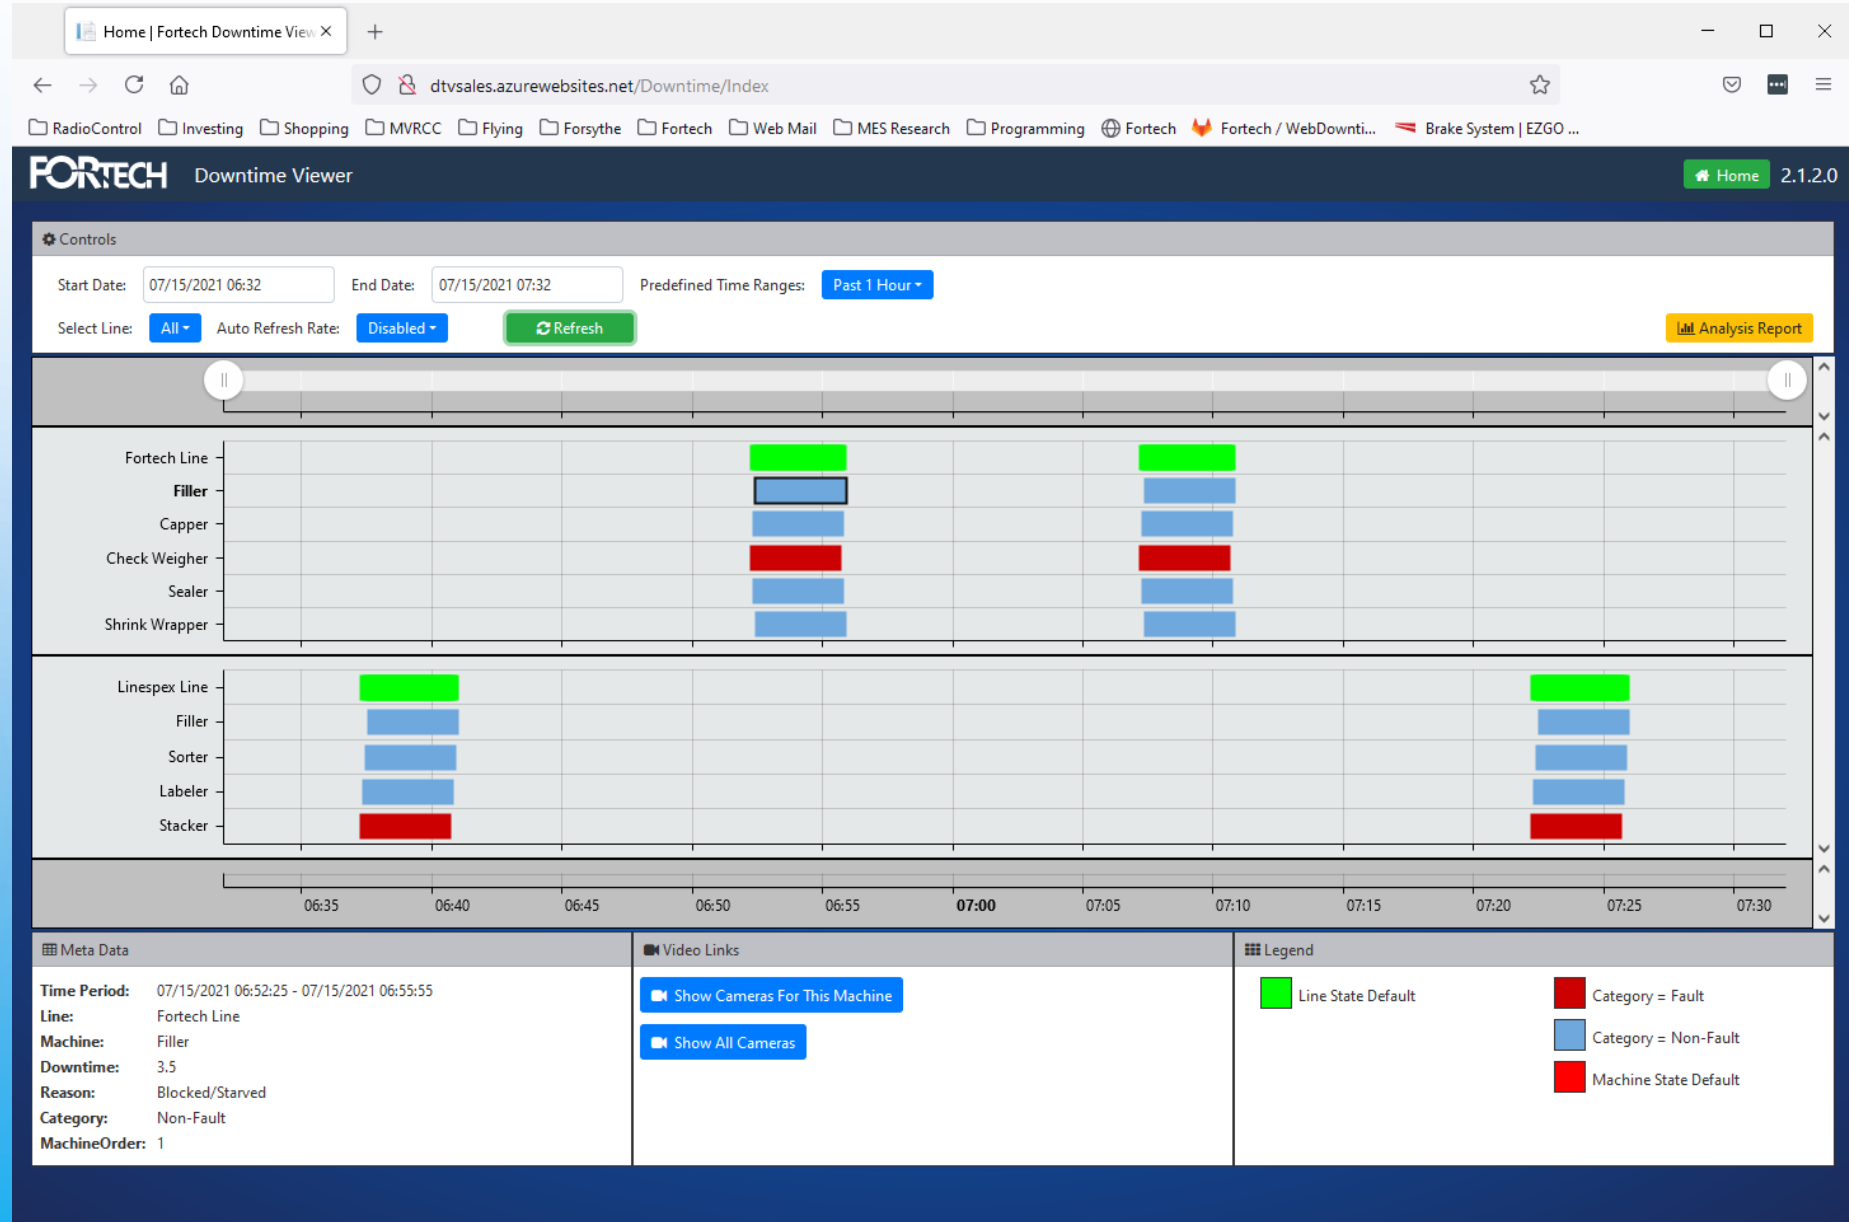 Home | Fortech Downtime View
dtvsales.azurewebsites.net/Downtime/Index
RadioControl Investing Shopping MVRCC Flying Forsythe Fortech Web Mail MES Research Programming Fortech Fortech / WebDownti... Brake System | EZGO ...
FORTECH Downtime Viewer Home 2.1.2.0
Controls
Start Date: 07/15/2021 06:32 End Date: 07/15/2021 07:32 Predefined Time Ranges: Past 1 Hour
Select Line: All Auto Refresh Rate: Disabled Refresh Analysis Report
Fortech Line
Filler
Capper
Check Weigher
Sealer
Shrink Wrapper
Linespex Line
Filler
Sorter
Labeler
Stacker
06:35 06:40 06:45 06:50 06:55 07:00 07:05 07:10 07:15 07:20 07:25 07:30
Meta Data
Time Period: 07/15/2021 06:52:25 - 07/15/2021 06:55:55
Line: Fortech Line
Machine: Filler
Downtime: 3.5
Reason: Blocked/Starved
Category: Non-Fault
MachineOrder: 1
Video Links
Show Cameras For This Machine
Show All Cameras
Legend
Line State Default
Category = Fault
Category = Non-Fault
Machine State Default